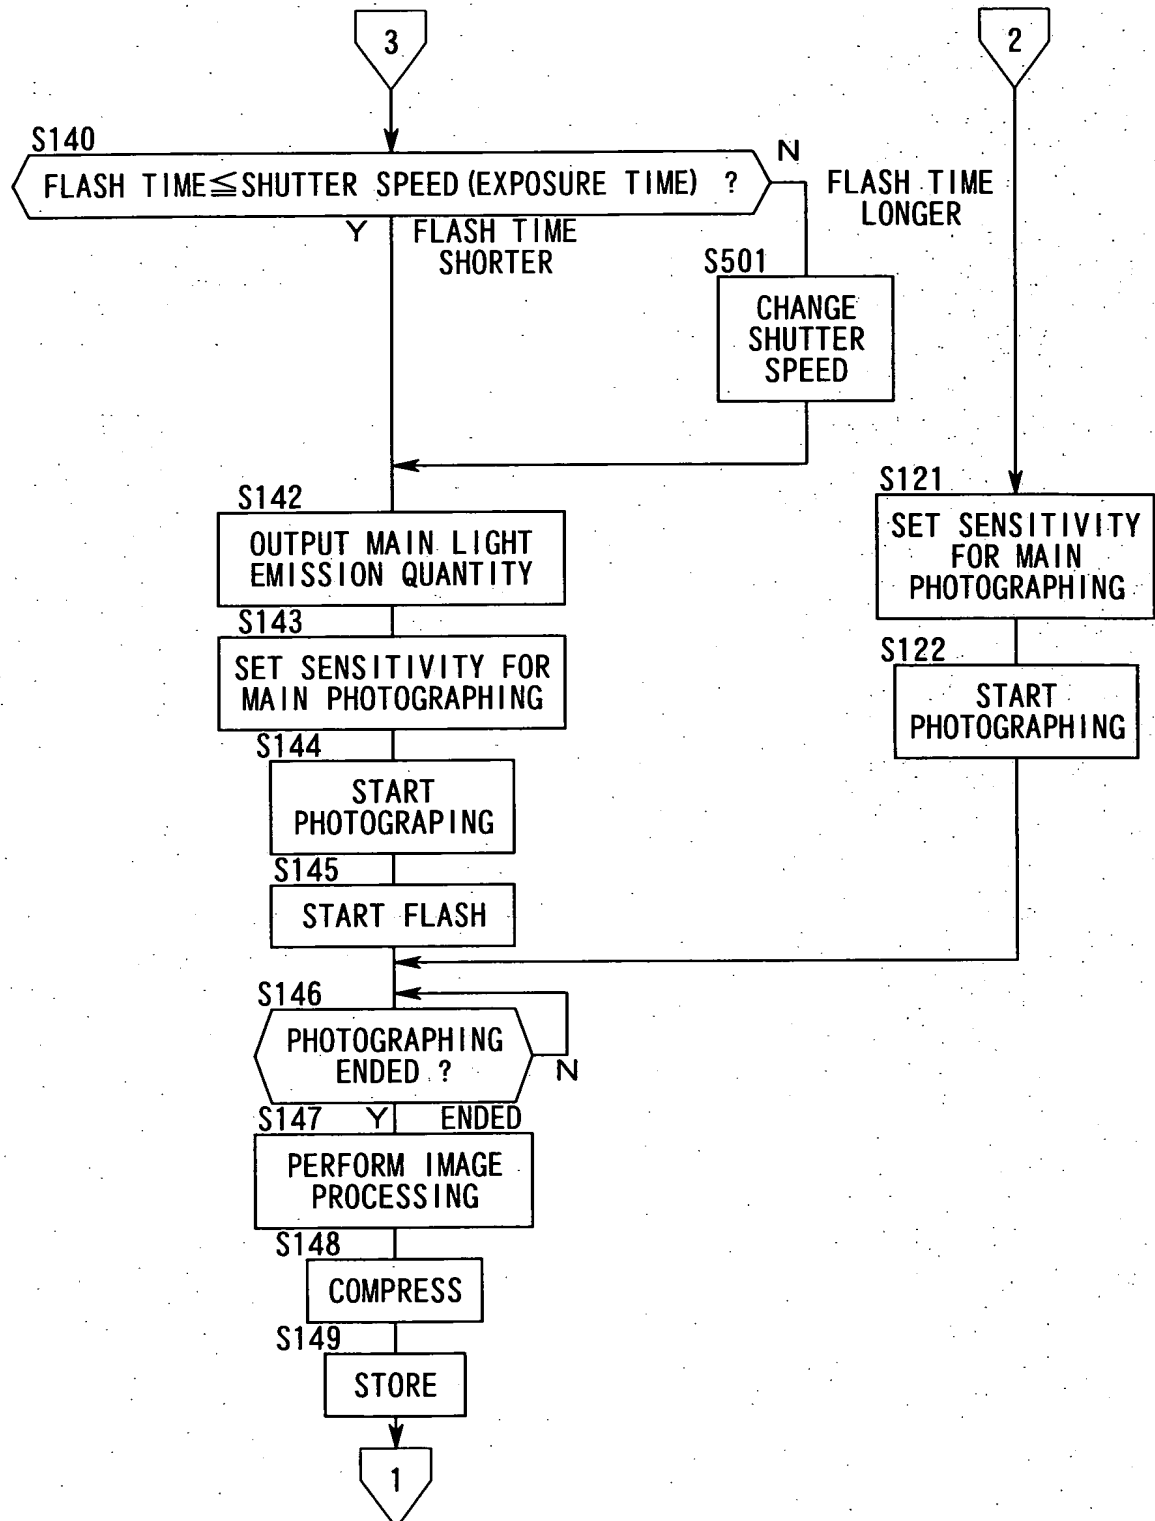 3
2
S140
FLASH TIME≦SHUTTER SPEED(EXPOSURE TIME) ?
N
FLASH TIME
LONGER
Y
FLASH TIME
SHORTER
S501
CHANGE
SHUTTER
SPEED
S142
OUTPUT MAIN LIGHT
EMISSION QUANTITY
S121
SET SENSITIVITY
FOR MAIN
PHOTOGRAPHING
S143
SET SENSITIVITY FOR
MAIN PHOTOGRAPHING
S122
START
PHOTOGRAPHING
S144
START
PHOTOGRAPING
S145
START FLASH
S146
PHOTOGRAPHING
ENDED ?
N
S147
Y
ENDED
PERFORM IMAGE
PROCESSING
S148
COMPRESS
S149
STORE
1